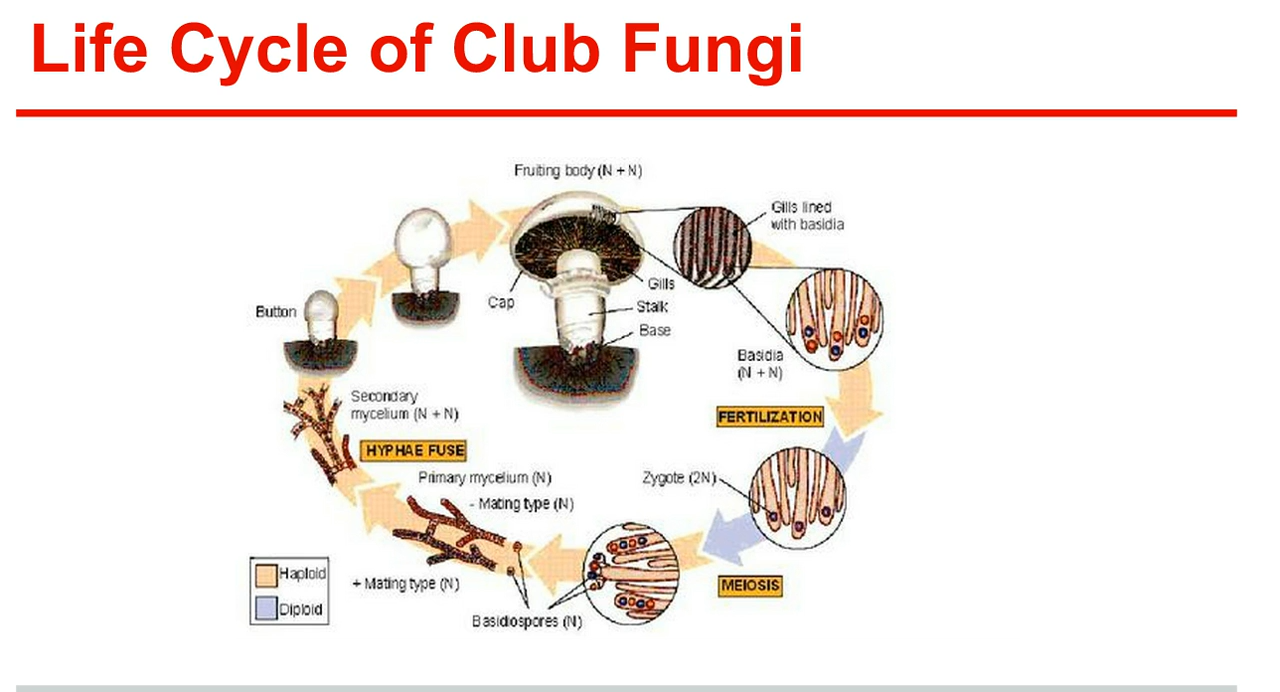 Life Cycle of Club Fungi
Fruiting body (N + N)
Gills lined
with basidia
Gills
Cap
Stalk
Button
Base
Basidia
(N + N)
Secondary
mycelium (N + N)
FERTILIZATION
HYPHAE FUSE
Primary mycelium (N)
Zygote (2N)
- Mating type (N)
Haploid
+ Mating type (N)
MEIOSIS
Diploid
Basidiospores (N)